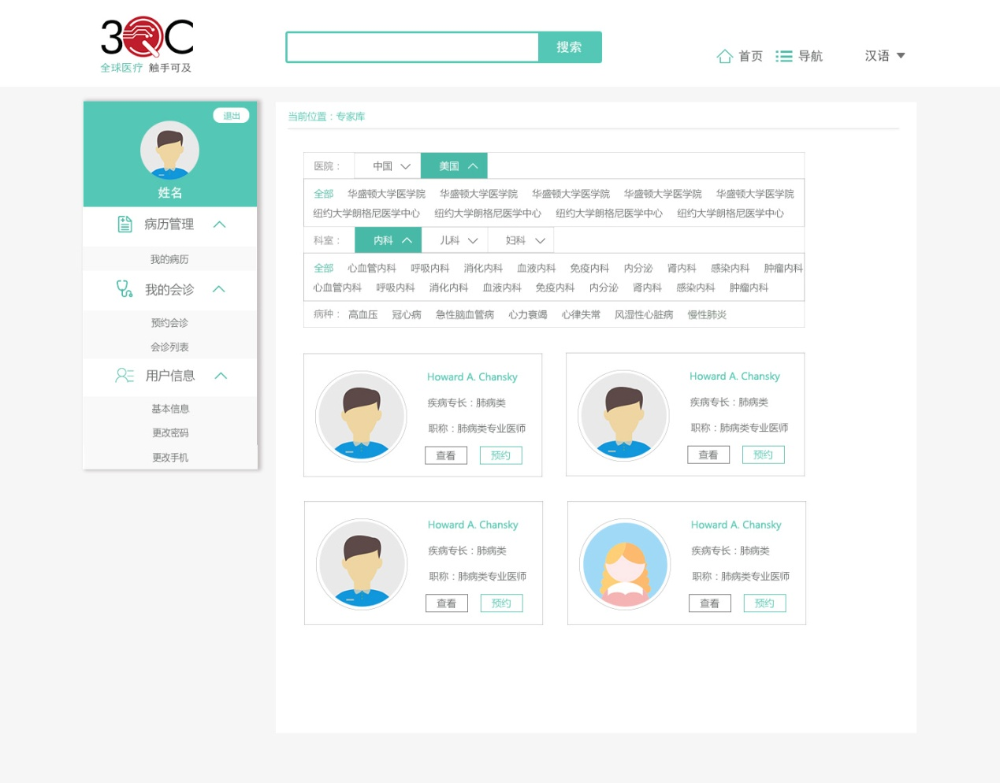 3QC
全球医疗 触手可及
搜索
首页 导航 汉语
退出
姓名
病历管理
我的病历
我的会诊
预约会诊
会诊列表
用户信息
基本信息
更改密码
更改手机
当前位置：专家库
医院： 中国 美国
全部 华盛顿大学医学院 华盛顿大学医学院 华盛顿大学医学院 华盛顿大学医学院 华盛顿大学医学院
纽约大学朗格尼医学中心 纽约大学朗格尼医学中心 纽约大学朗格尼医学中心 纽约大学朗格尼医学中心
科室： 内科 儿科 妇科
全部 心血管内科 呼吸内科 消化内科 血液内科 免疫内科 内分泌 肾内科 感染内科 肿瘤内科
心血管内科 呼吸内科 消化内科 血液内科 免疫内科 内分泌 肾内科 感染内科 肿瘤内科
病种： 高血压 冠心病 急性脑血管病 心力衰竭 心律失常 风湿性心脏病 慢性肺炎
Howard A. Chansky
疾病专长：肺病类
职称：肺病类专业医师
查看 预约
Howard A. Chansky
疾病专长：肺病类
职称：肺病类专业医师
查看 预约
Howard A. Chansky
疾病专长：肺病类
职称：肺病类专业医师
查看 预约
Howard A. Chansky
疾病专长：肺病类
职称：肺病类专业医师
查看 预约